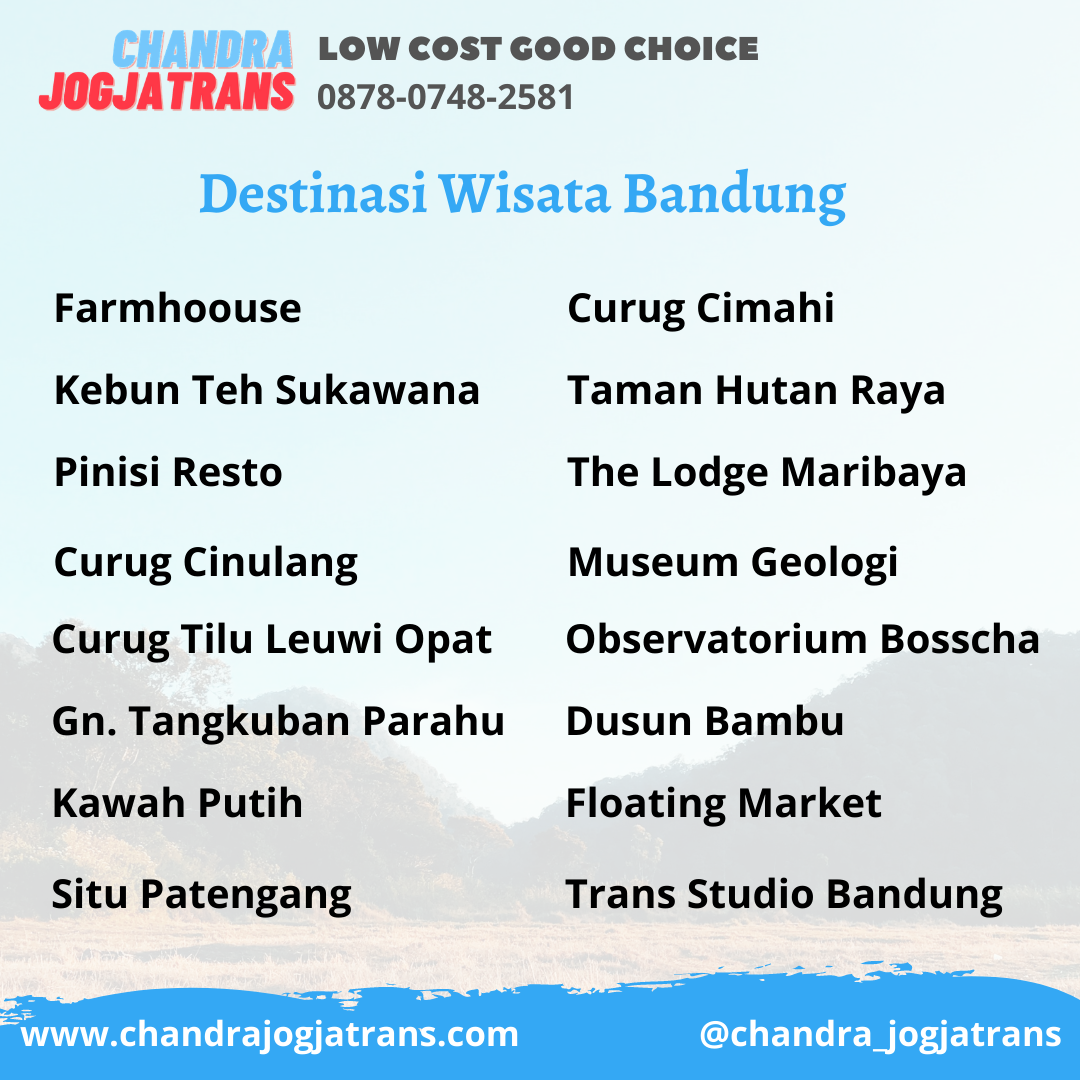 CHANDRA
JOGJATRANS
LOW COST GOOD CHOICE
0878-0748-2581
Destinasi Wisata Bandung
Farmhoouse
Kebun Teh Sukawana
Pinisi Resto
Curug Cinulang
Curug Tilu Leuwi Opat
Gn. Tangkuban Parahu
Kawah Putih
Situ Patengang
Curug Cimahi
Taman Hutan Raya
The Lodge Maribaya
Museum Geologi
Observatorium Bosscha
Dusun Bambu
Floating Market
Trans Studio Bandung
www.chandrajogjatrans.com
@chandra_jogjatrans